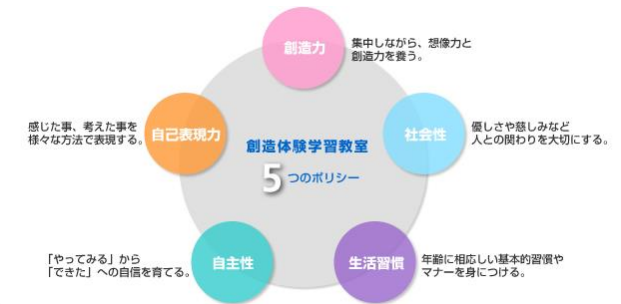 創造力
集中しながら、想像力と
創造力を養う。
感じた事、考えた事を
様々な方法で表現する。
自己表現力
創造体験学習教室
5つのポリシー
社会性
優しさや慈しみなど
人との関わりを大切にする。
「やってみる」から
「できた」への自信を育てる。
自主性
生活習慣
年齢に相応しい基本的習慣や
マナーを身につける。